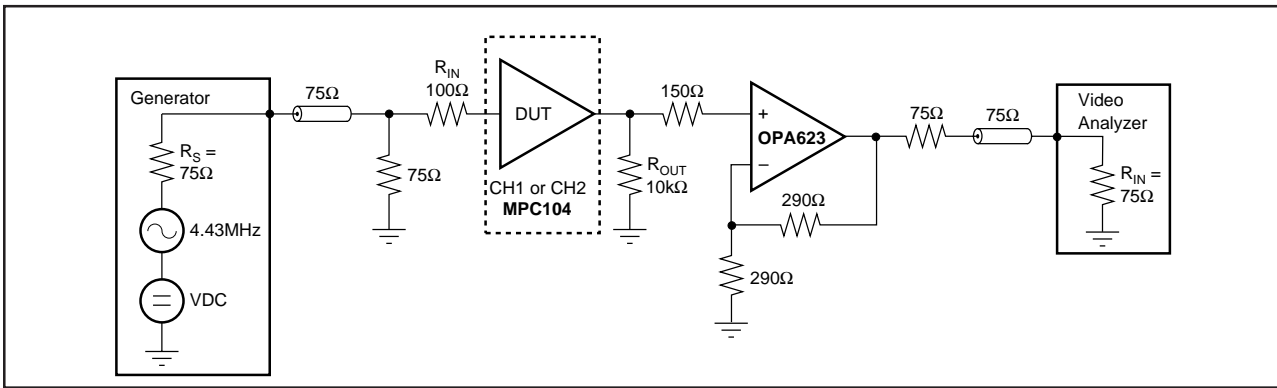 Generator
R_S =
75Ω
4.43MHz
VDC
75Ω
75Ω
R_IN
100Ω
DUT
CH1 or CH2
MPC104
R_OUT
10kΩ
150Ω
+
−
OPA623
290Ω
290Ω
75Ω
75Ω
Video
Analyzer
R_IN =
75Ω